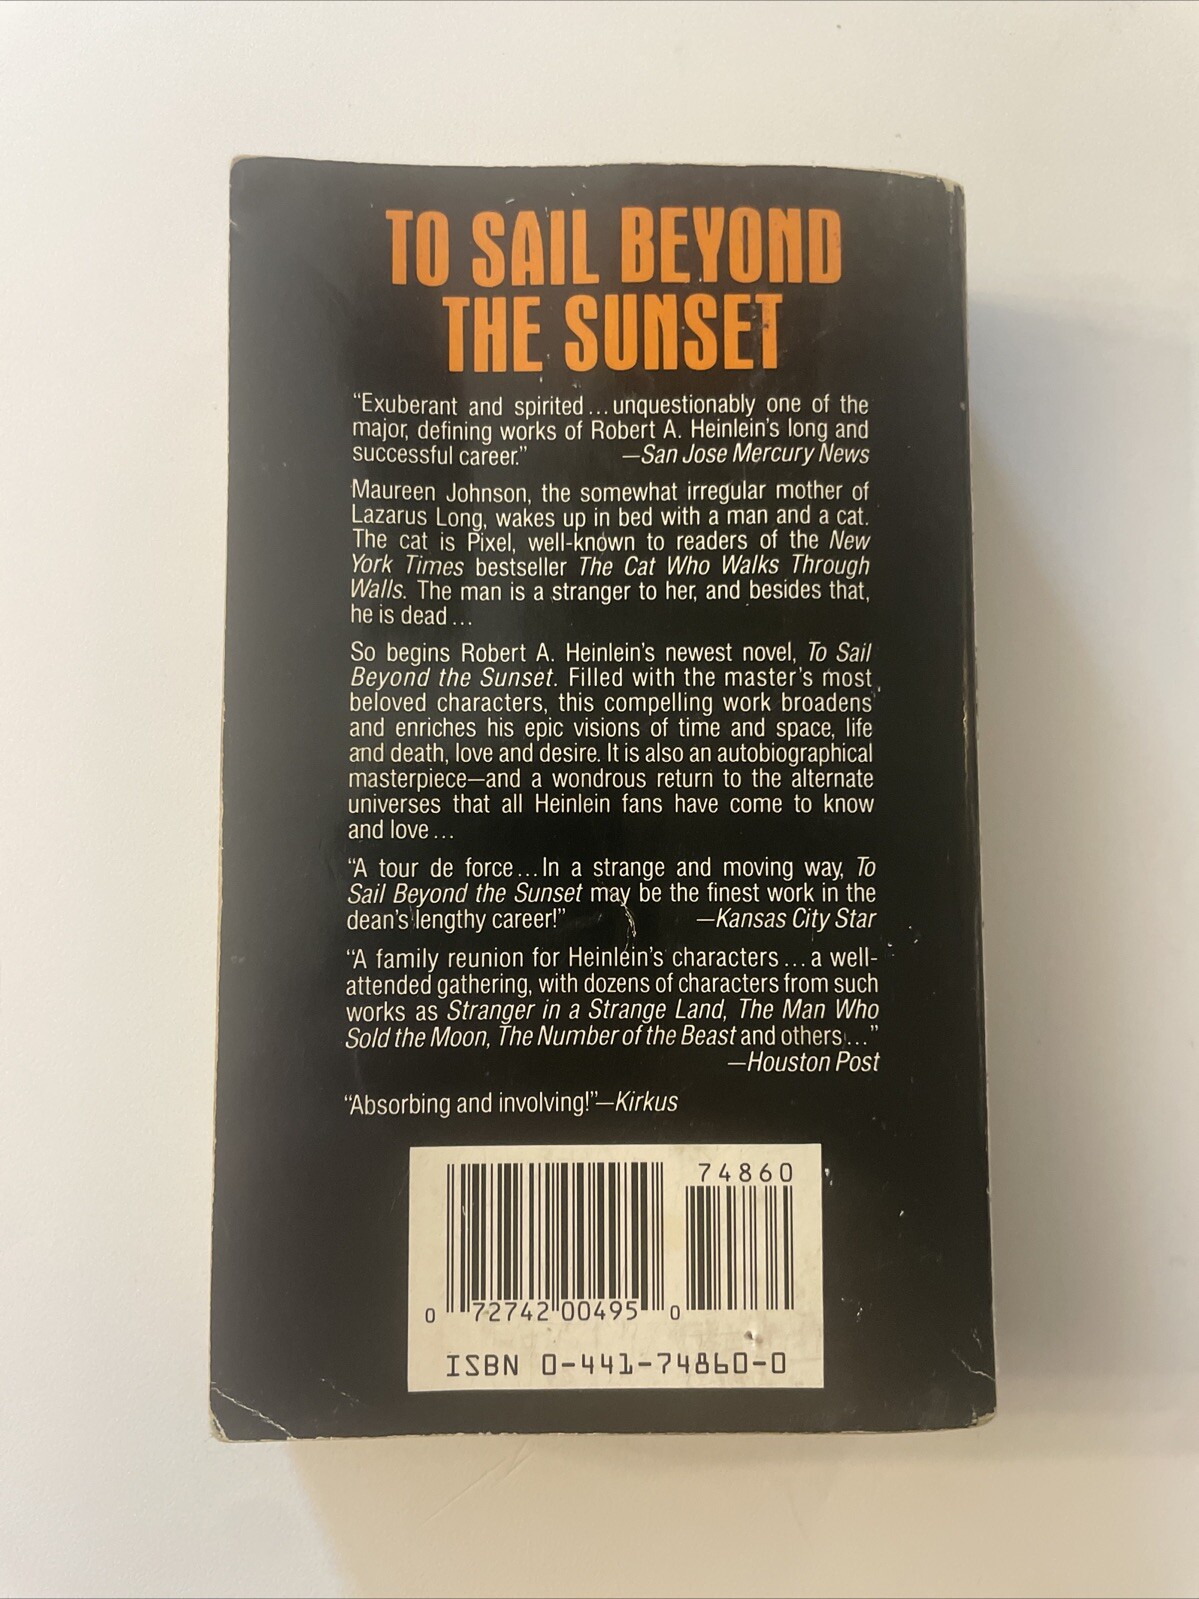 TO SAIL BEYOND
THE SUNSET
“Exuberant and spirited...unquestionably one of the
major, defining works of Robert A. Heinlein’s long and
successful career.” —San Jose Mercury News
Maureen Johnson, the somewhat irregular mother of
Lazarus Long, wakes up in bed with a man and a cat.
The cat is Pixel, well-known to readers of the New
York Times bestseller The Cat Who Walks Through
Walls. The man is a stranger to her, and besides that,
he is dead...
So begins Robert A. Heinlein’s newest novel, To Sail
Beyond the Sunset. Filled with the master’s most
beloved characters, this compelling work broadens
and enriches his epic visions of time and space, life
and death, love and desire. It is also an autobiographical
masterpiece—and a wondrous return to the alternate
universes that all Heinlein fans have come to know
and love...
“A tour de force...In a strange and moving way, To
Sail Beyond the Sunset may be the finest work in the
dean’s lengthy career!” —Kansas City Star
“A family reunion for Heinlein’s characters...a well-
attended gathering, with dozens of characters from such
works as Stranger in a Strange Land, The Man Who
Sold the Moon, The Number of the Beast and others...”
—Houston Post
“Absorbing and involving!”—Kirkus
74860
0 72742 00495 0
ISBN 0-441-74860-0